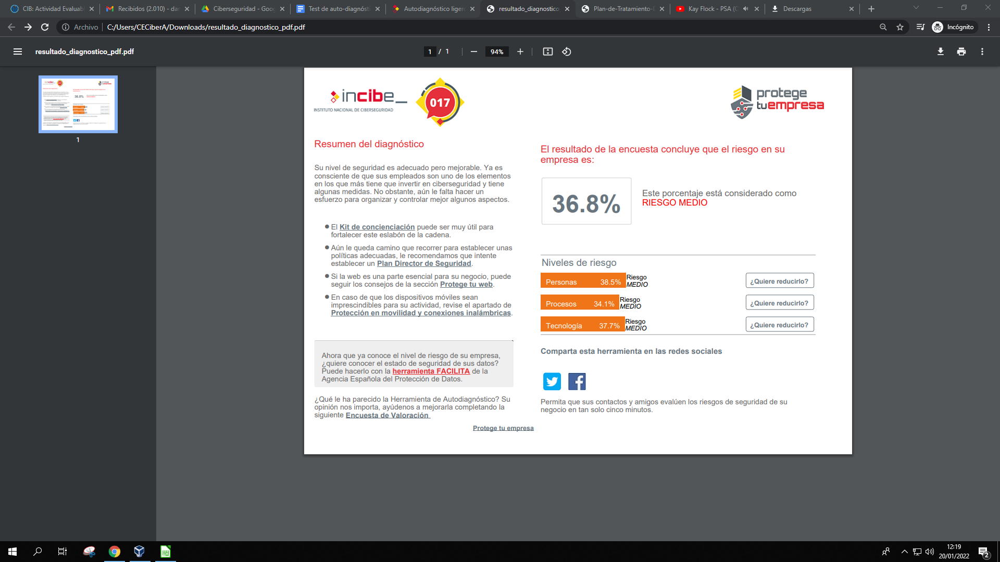 CIB: Actividad Evaluabl
Recibidos (2.010) - dar
Ciberseguridad - Goog
Test de auto-diagnósti
Autodiagnóstico ligero
resultado_diagnostico
Plan-de-Tratamiento-D
Kay Flock - PSA (O
Descargas
Archivo
C:/Users/CECiberA/Downloads/resultado_diagnostico_pdf.pdf
Incógnito
resultado_diagnostico_pdf.pdf
1 / 1
94%
1
incibe_
INSTITUTO NACIONAL DE CIBERSEGURIDAD
017
protege
tuempresa
Resumen del diagnóstico
Su nivel de seguridad es adecuado pero mejorable. Ya es
consciente de que sus empleados son uno de los elementos
en los que más tiene que invertir en ciberseguridad y tiene
algunas medidas. No obstante, aún le falta hacer un
esfuerzo para organizar y controlar mejor algunos aspectos.
El Kit de concienciación puede ser muy útil para
fortalecer este eslabón de la cadena.
Aún le queda camino que recorrer para establecer unas
políticas adecuadas, le recomendamos que intente
establecer un Plan Director de Seguridad.
Si la web es una parte esencial para su negocio, puede
seguir los consejos de la sección Protege tu web.
En caso de que los dispositivos móviles sean
imprescindibles para su actividad, revise el apartado de
Protección en movilidad y conexiones inalámbricas.
Ahora que ya conoce el nivel de riesgo de su empresa,
¿quiere conocer el estado de seguridad de sus datos?
Puede hacerlo con la herramienta FACILITA de la
Agencia Española del Protección de Datos.
¿Qué le ha parecido la Herramienta de Autodiagnóstico? Su
opinión nos importa, ayúdenos a mejorarla completando la
siguiente Encuesta de Valoración
El resultado de la encuesta concluye que el riesgo en su
empresa es:
36.8%
Este porcentaje está considerado como
RIESGO MEDIO
Niveles de riesgo
Personas 38.5% Riesgo
MEDIO
¿Quiere reducirlo?
Procesos 34.1% Riesgo
MEDIO
¿Quiere reducirlo?
Tecnología 37.7% Riesgo
MEDIO
¿Quiere reducirlo?
Comparta esta herramienta en las redes sociales
Permita que sus contactos y amigos evalúen los riesgos de seguridad de su
negocio en tan solo cinco minutos.
Protege tu empresa
12:19
20/01/2022
2